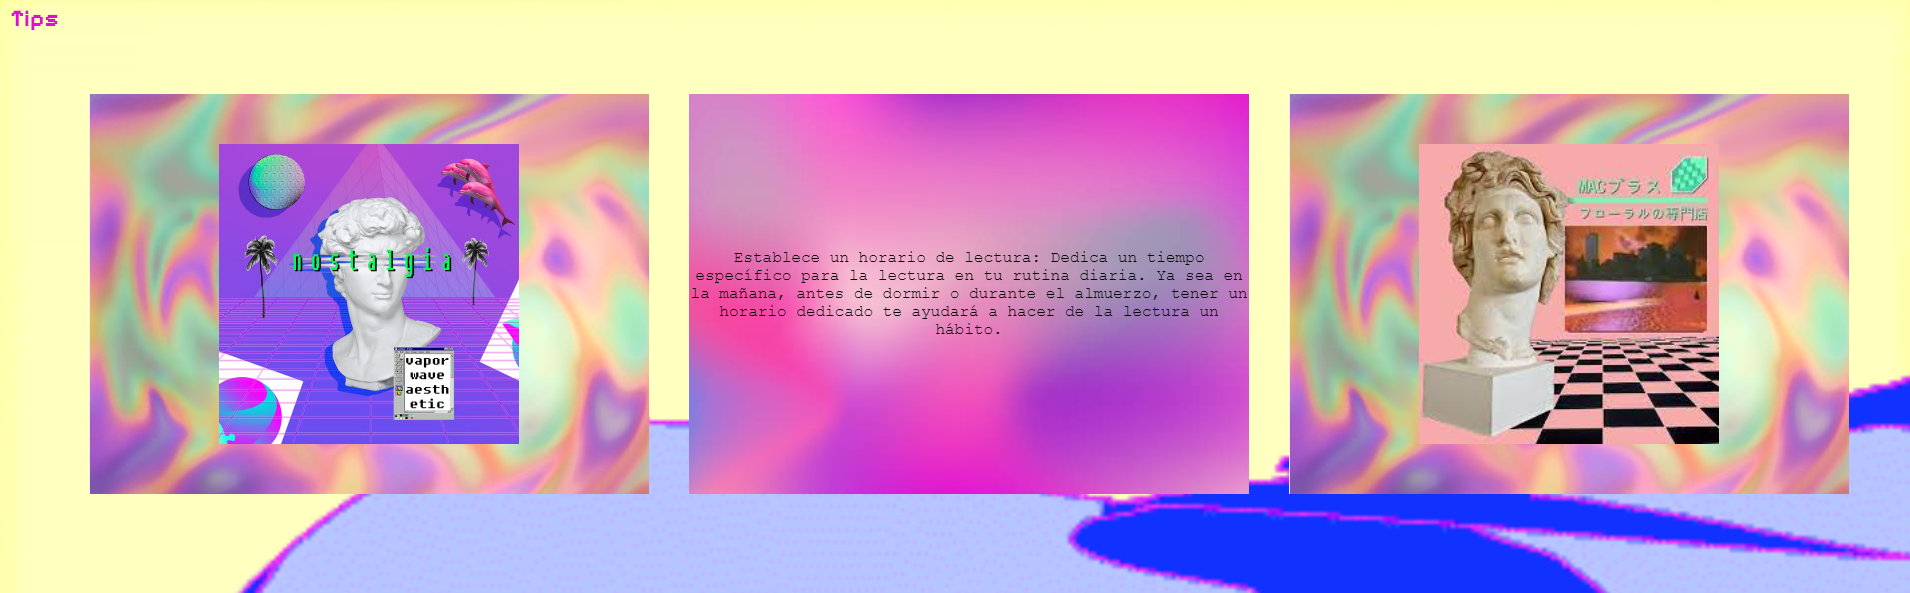 Tips
nostalgia
vapor
wave
aesth
etic
Establece un horario de lectura: Dedica un tiempo
específico para la lectura en tu rutina diaria. Ya sea en
la mañana, antes de dormir o durante el almuerzo, tener un
horario dedicado te ayudará a hacer de la lectura un
hábito.
MACプラス
フローラルの専門店